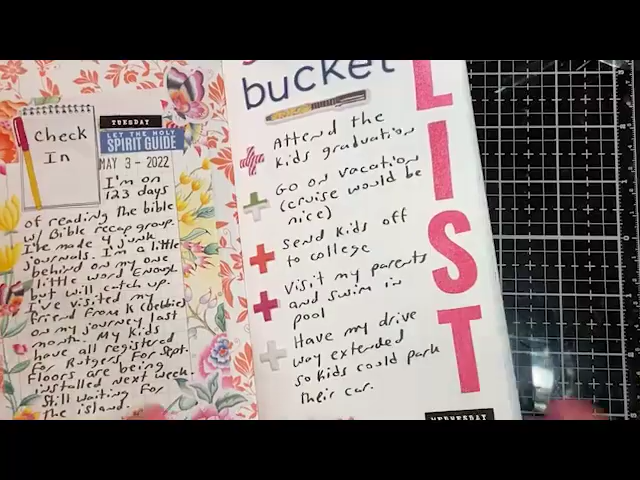 Check
In
TUESDAY
LET THE HOLY
SPIRIT GUIDE
MAY 3 - 2022
I'm on
123 days
of reading the bible
w/ Bible recap group.
I've made 4 junk
journals. I'm a little
behind on my one
little word Enough
but I will catch up.
I've visited my
friend from K (Debbie)
on my journey last
month. My kids
have all registered
for Rutgers for Sept.
Floors are being
installed next week.
Still waiting for
the island.
bucket
LIST
Attend the
kids graduation
Go on vacation
(cruise would be
nice)
Send kids off
to college
Visit my parents
and swim in
pool
Have my drive
way extended
so kids could park
their car.
WEDNESDAY